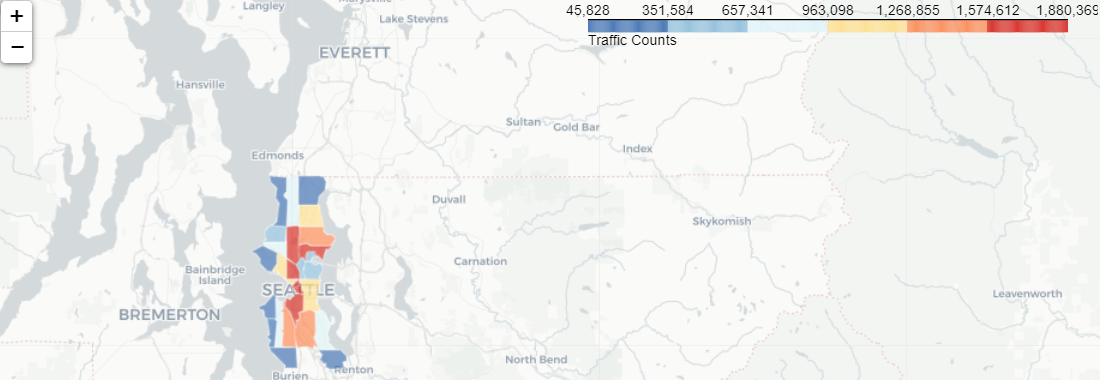 +
−
45,828 351,584 657,341 963,098 1,268,855 1,574,612 1,880,369
Traffic Counts
Langley
Marysville
Lake Stevens
EVERETT
Hansville
Sultan
Gold Bar
Index
Edmonds
Duvall
Skykomish
Carnation
Bainbridge
Island
SEATTLE
Leavenworth
BREMERTON
North Bend
Renton
Burien